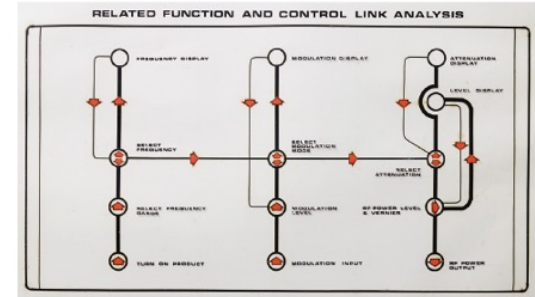 RELATED FUNCTION AND CONTROL LINK ANALYSIS
FREQUENCY DISPLAY
MODULATION DISPLAY
ATTENUATION
DISPLAY
LEVEL DISPLAY
SELECT
FREQUENCY
SELECT
MODULATION
MODE
SELECT
ATTENUATION
SELECT FREQUENCY
RANGE
MODULATION
LEVEL
RF POWER LEVEL
& VERNIER
TURN ON PRODUCT
MODULATION INPUT
RF POWER
OUTPUT